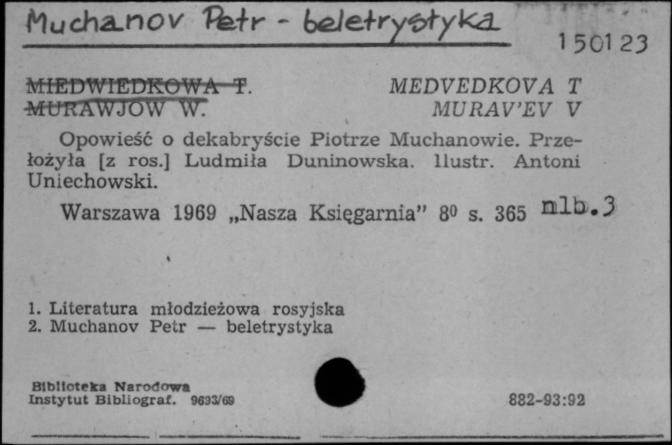 Muchanov Petr - beletrystyka
150123
MIEDWIEDKOWA T. MEDVEDKOVA T
MURAWJOW W. MURAV'EV V
Opowieść o dekabryście Piotrze Muchanowie. Prze-
łożyła [z ros.] Ludmiła Duninowska. Ilustr. Antoni
Uniechowski.
Warszawa 1969 „Nasza Księgarnia” 8⁰ s. 365 nlb.3
1. Literatura młodzieżowa rosyjska
2. Muchanov Petr — beletrystyka
Biblioteka Narodowa
Instytut Bibliograf. 9693/69 882-93:92